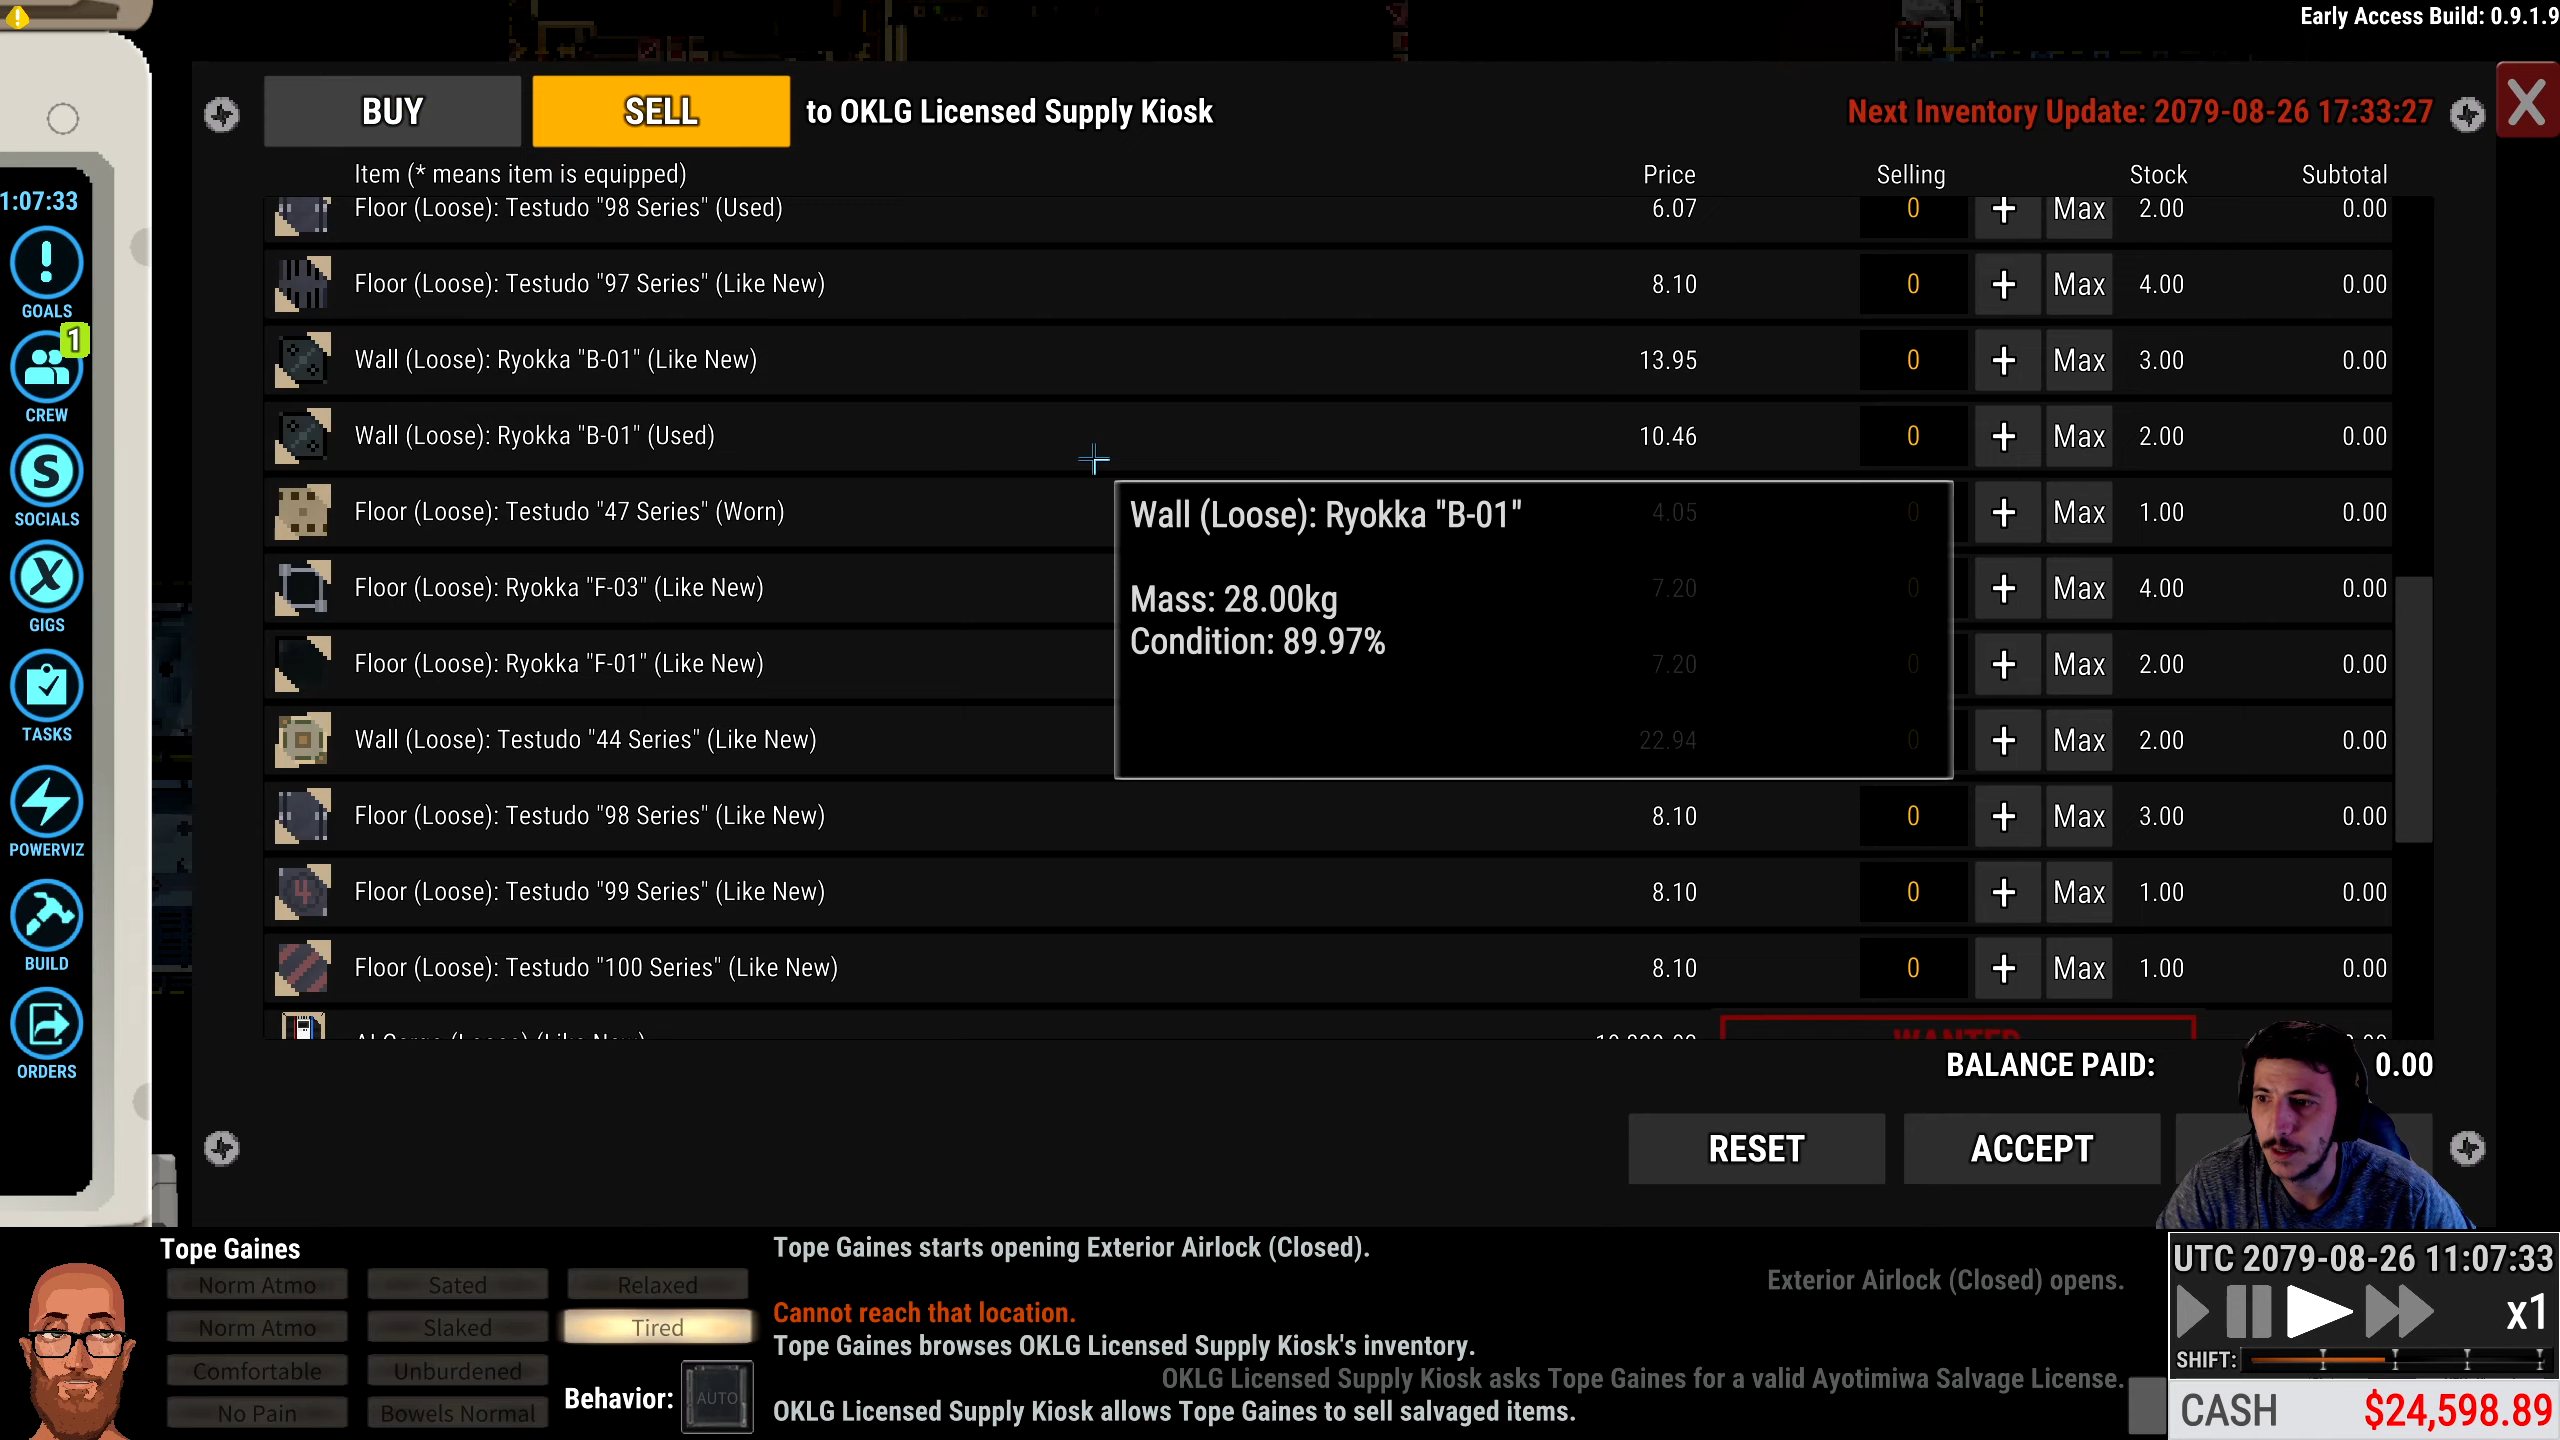 Early Access Build: 0.9.1.9
BUY
SELL
to OKLG Licensed Supply Kiosk
Next Inventory Update: 2079-08-26 17:33:27
X
Item (* means item is equipped)
Price
Selling
Stock
Subtotal
Floor (Loose): Testudo "98 Series" (Used) 6.07 0 + Max 2.00 0.00
Floor (Loose): Testudo "97 Series" (Like New) 8.10 0 + Max 4.00 0.00
Wall (Loose): Ryokka "B-01" (Like New) 13.95 0 + Max 3.00 0.00
Wall (Loose): Ryokka "B-01" (Used) 10.46 0 + Max 2.00 0.00
Floor (Loose): Testudo "47 Series" (Worn) 4.05 0 + Max 1.00 0.00
Floor (Loose): Ryokka "F-03" (Like New) 7.20 0 + Max 4.00 0.00
Floor (Loose): Ryokka "F-01" (Like New) 7.20 0 + Max 2.00 0.00
Wall (Loose): Testudo "44 Series" (Like New) 22.94 0 + Max 2.00 0.00
Floor (Loose): Testudo "98 Series" (Like New) 8.10 0 + Max 3.00 0.00
Floor (Loose): Testudo "99 Series" (Like New) 8.10 0 + Max 1.00 0.00
Floor (Loose): Testudo "100 Series" (Like New) 8.10 0 + Max 1.00 0.00
WANTED
Wall (Loose): Ryokka "B-01"
Mass: 28.00kg
Condition: 89.97%
BALANCE PAID: 0.00
RESET
ACCEPT
1:07:33
GOALS
1
CREW
S
SOCIALS
X
GIGS
TASKS
POWERVIZ
BUILD
ORDERS
Tope Gaines
Norm Atmo Sated Relaxed
Norm Atmo Slaked Tired
Comfortable Unburdened
No Pain Bowels Normal
Behavior: AUTO
Tope Gaines starts opening Exterior Airlock (Closed).
Exterior Airlock (Closed) opens.
Cannot reach that location.
Tope Gaines browses OKLG Licensed Supply Kiosk's inventory.
OKLG Licensed Supply Kiosk asks Tope Gaines for a valid Ayotimiwa Salvage License.
OKLG Licensed Supply Kiosk allows Tope Gaines to sell salvaged items.
UTC 2079-08-26 11:07:33
x1
SHIFT:
CASH $24,598.89